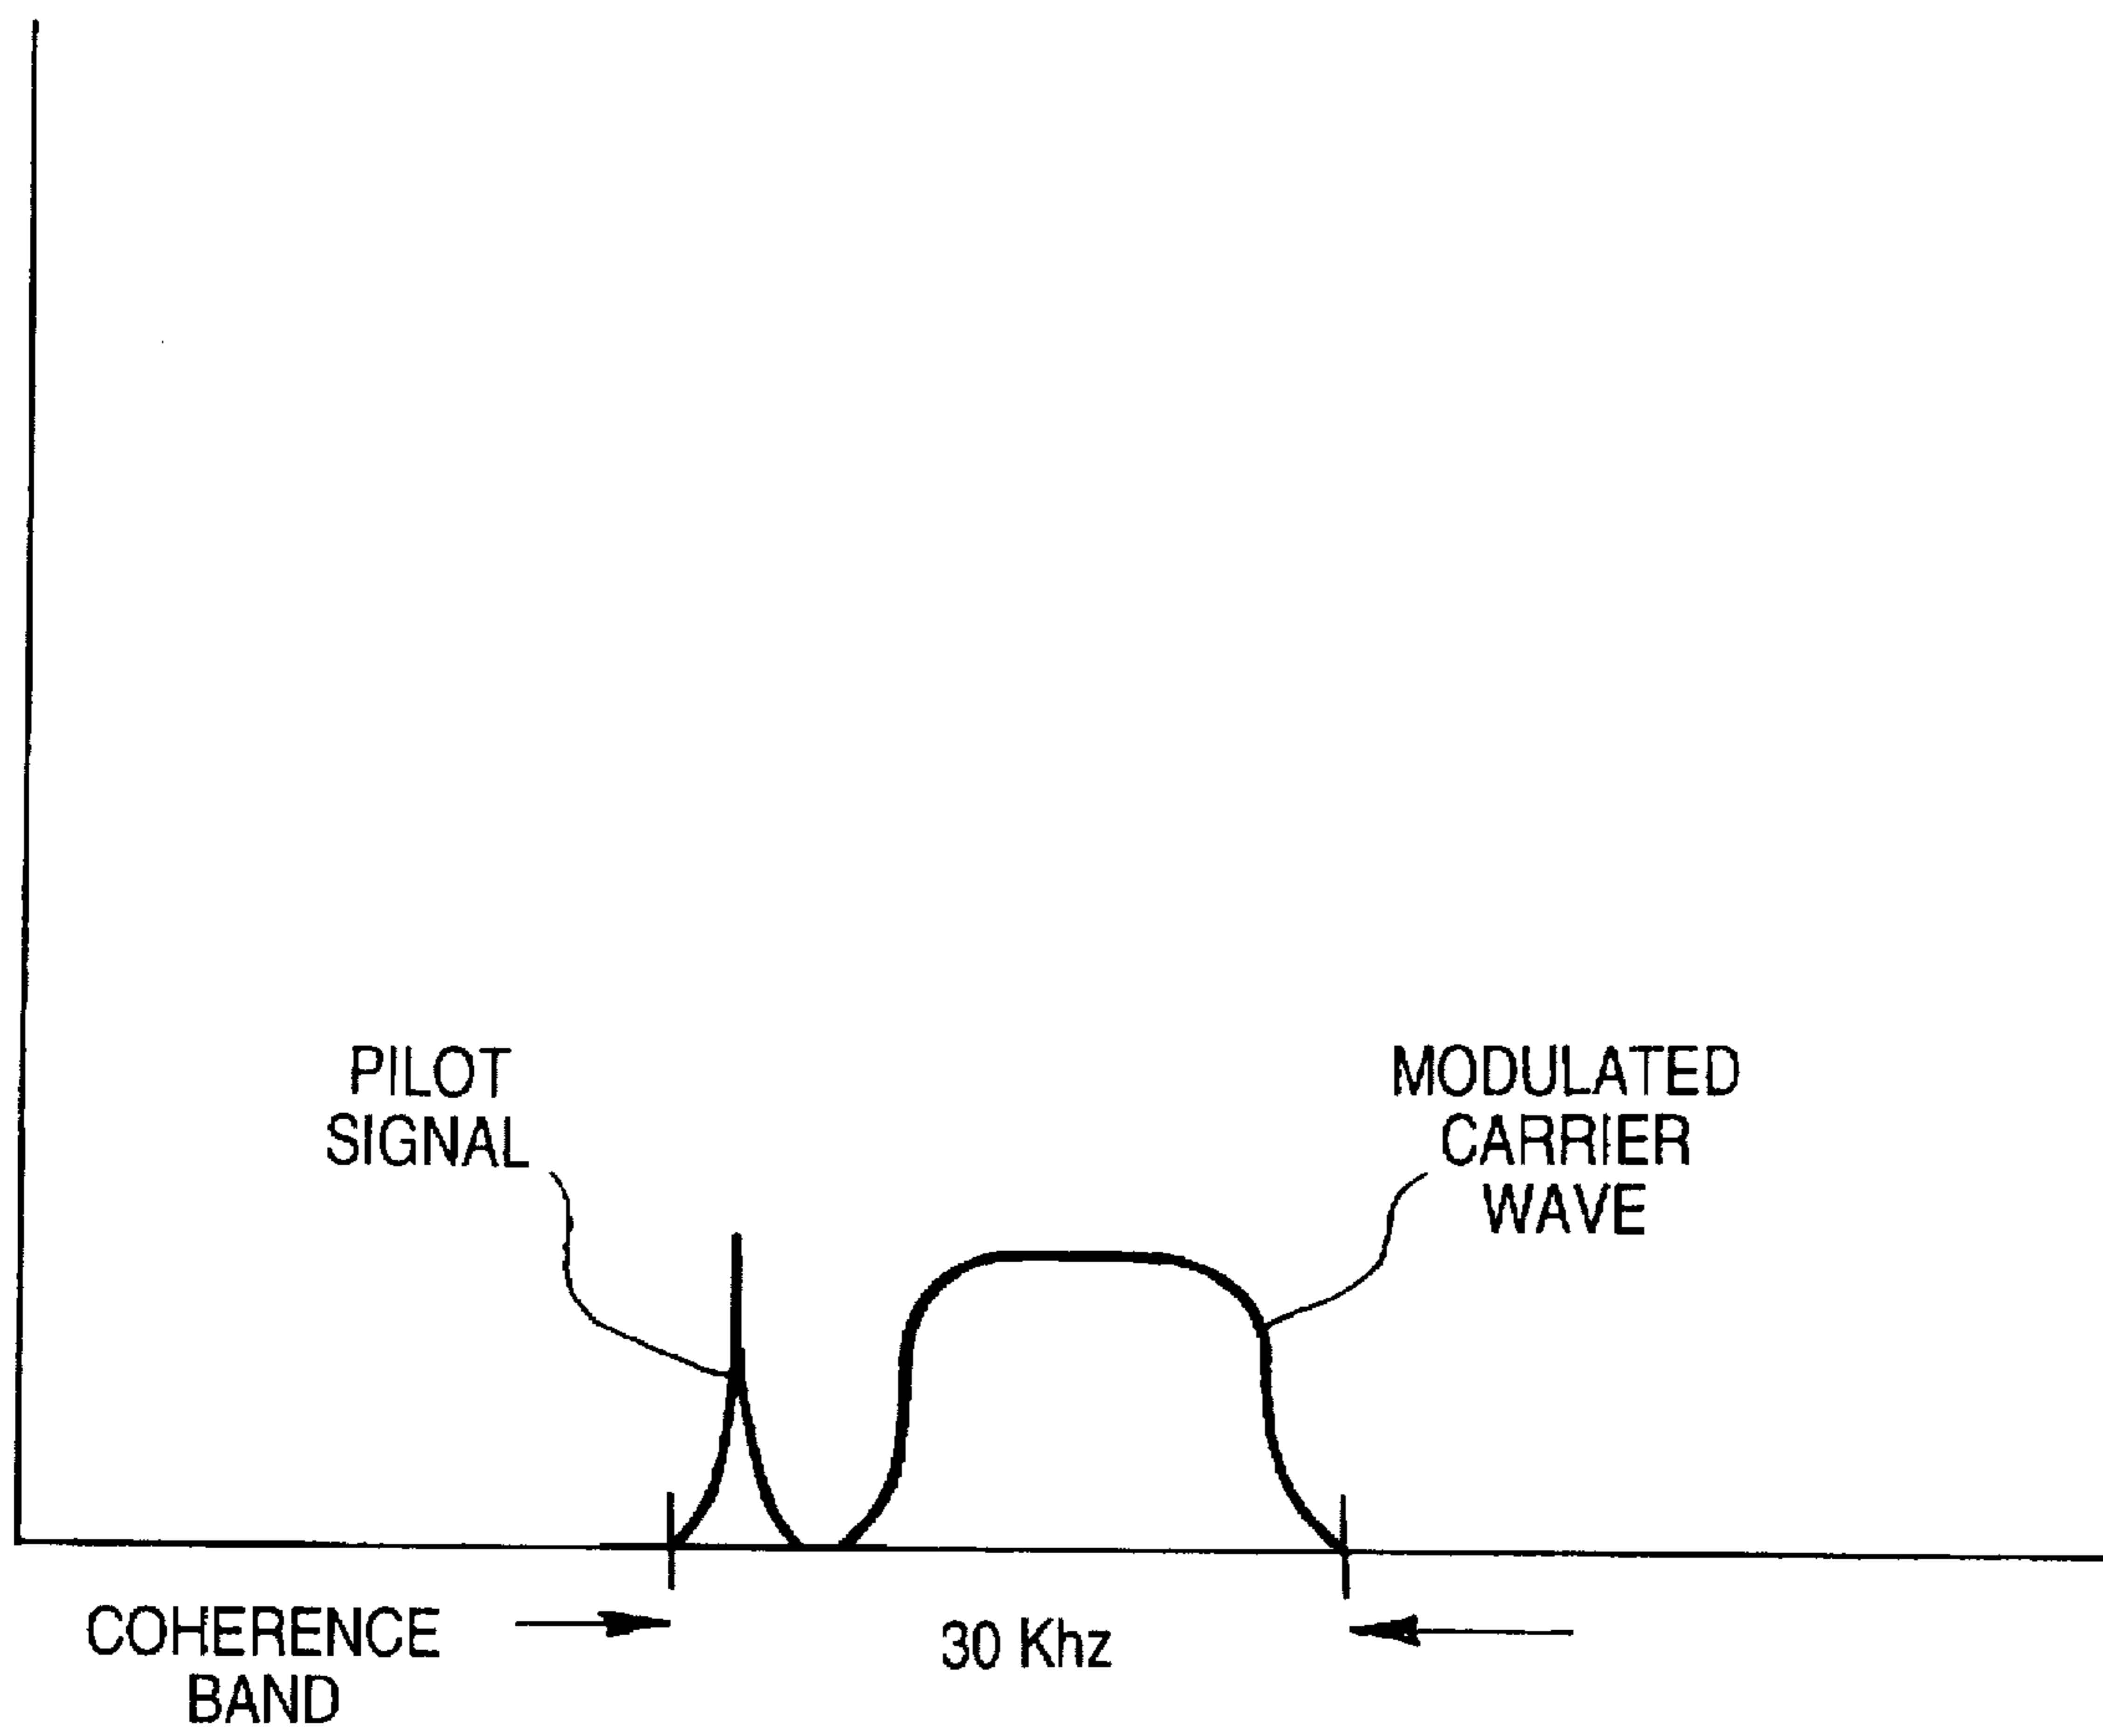 PILOT
SIGNAL
MODULATED
CARRIER
WAVE
COHERENCE
BAND
30 Khz